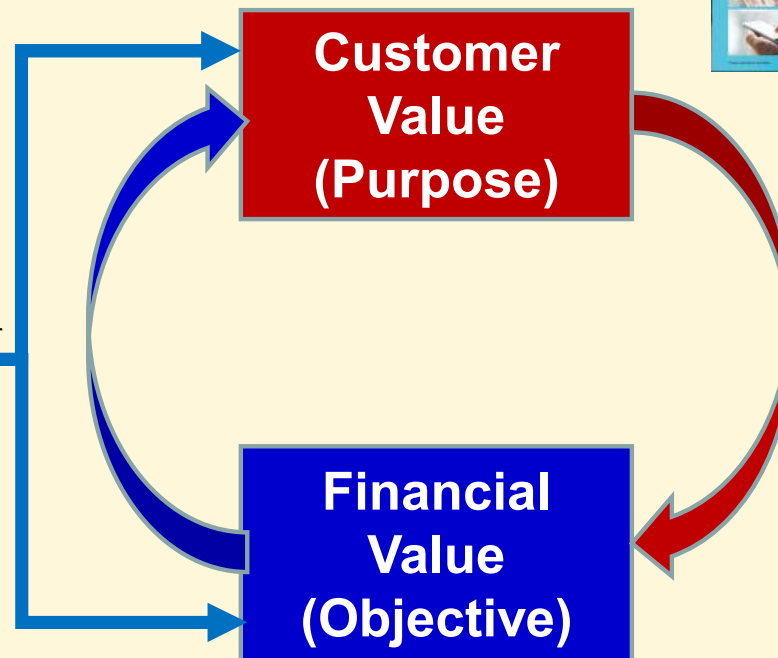 Customer
Value
(Purpose)
Financial
Value
(Objective)